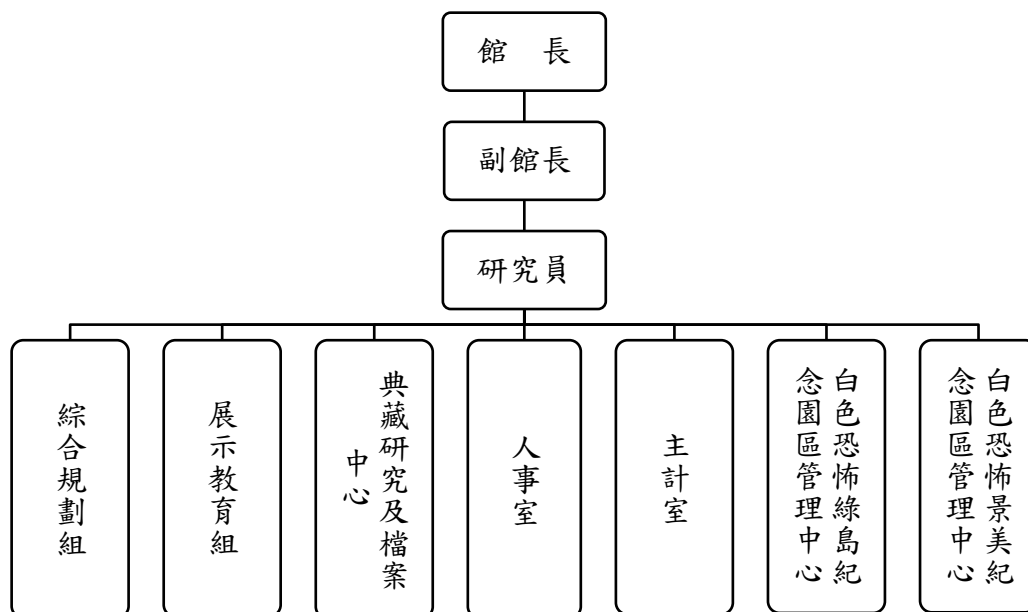 館　長
副館長
研究員
綜合規劃組
展示教育組
典藏研究及檔案
中心
人事室
主計室
白色恐怖綠島紀
念園區管理中心
白色恐怖景美紀
念園區管理中心